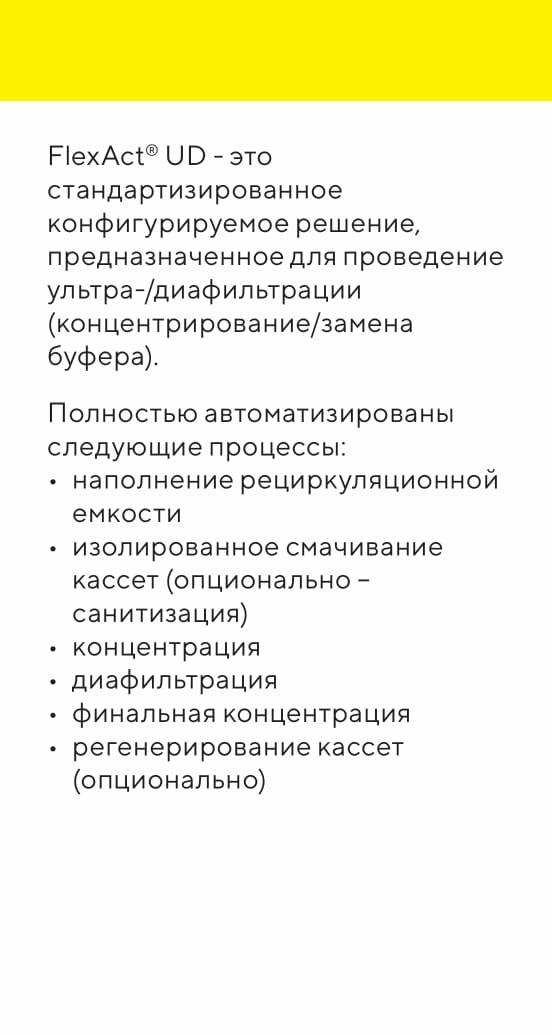 FlexAct® UD - это
стандартизированное
конфигурируемое решение,
предназначенное для проведение
ультра-/диафильтрации
(концентрирование/замена
буфера).
Полностью автоматизированы
следующие процессы:
• наполнение рециркуляционной
емкости
• изолированное смачивание
кассет (опционально –
санитизация)
• концентрация
• диафильтрация
• финальная концентрация
• регенерирование кассет
(опционально)